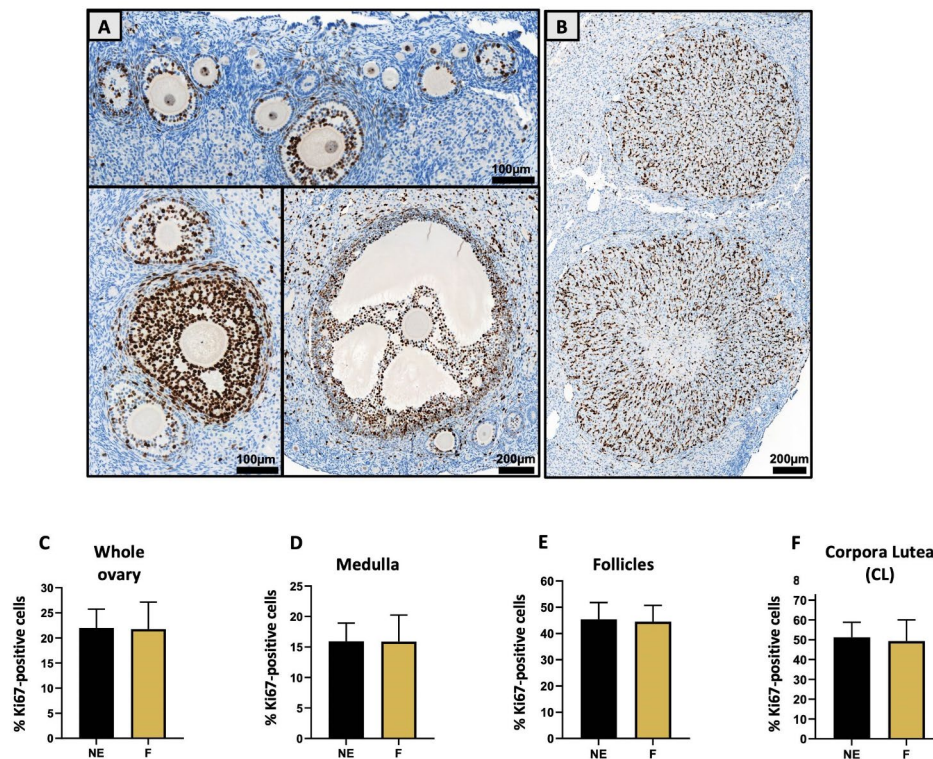 A
B
100μm
100μm
200μm
200μm
C
Whole
ovary
% Ki67-positive cells
30
25
20
15
10
5
0
NE
F
D
Medulla
% Ki67-positive cells
25
20
15
10
5
0
NE
F
E
Follicles
% Ki67-positive cells
60
50
40
30
20
10
0
NE
F
F
Corpora Lutea
(CL)
% Ki67-positive cells
8
70
60
50
40
30
20
10
0
NE
F